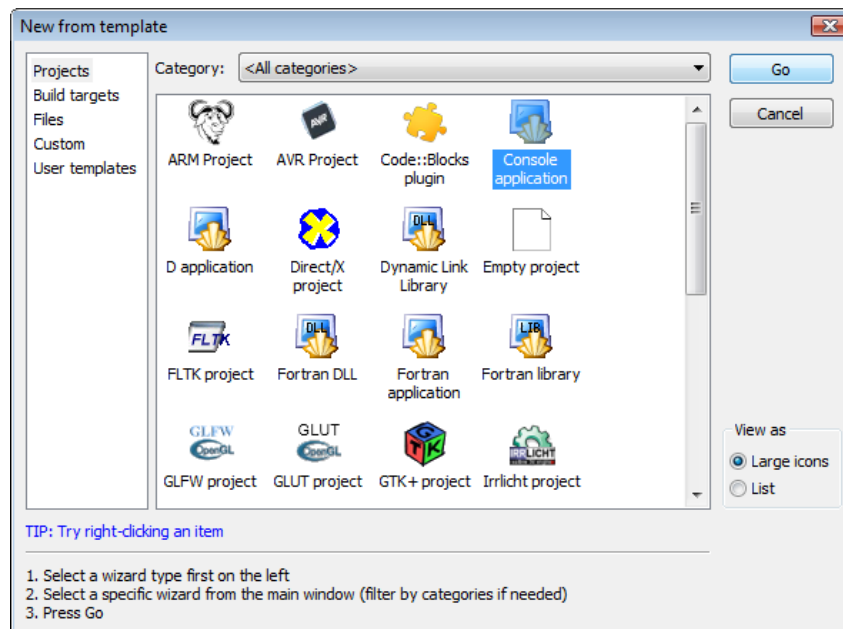 New from template
Projects
Build targets
Files
Custom
User templates
Category: <All categories>
Go
Cancel
AVR
ARM Project AVR Project Code::Blocks plugin Console application
DLL
D application Direct/X project Dynamic Link Library Empty project
FLTK DLL LIB
FLTK project Fortran DLL Fortran application Fortran library
GLFW OpenGL GLUT OpenGL GTK IRRLICHT
GLFW project GLUT project GTK+ project Irrlicht project
View as
Large icons
List
TIP: Try right-clicking an item
1. Select a wizard type first on the left
2. Select a specific wizard from the main window (filter by categories if needed)
3. Press Go